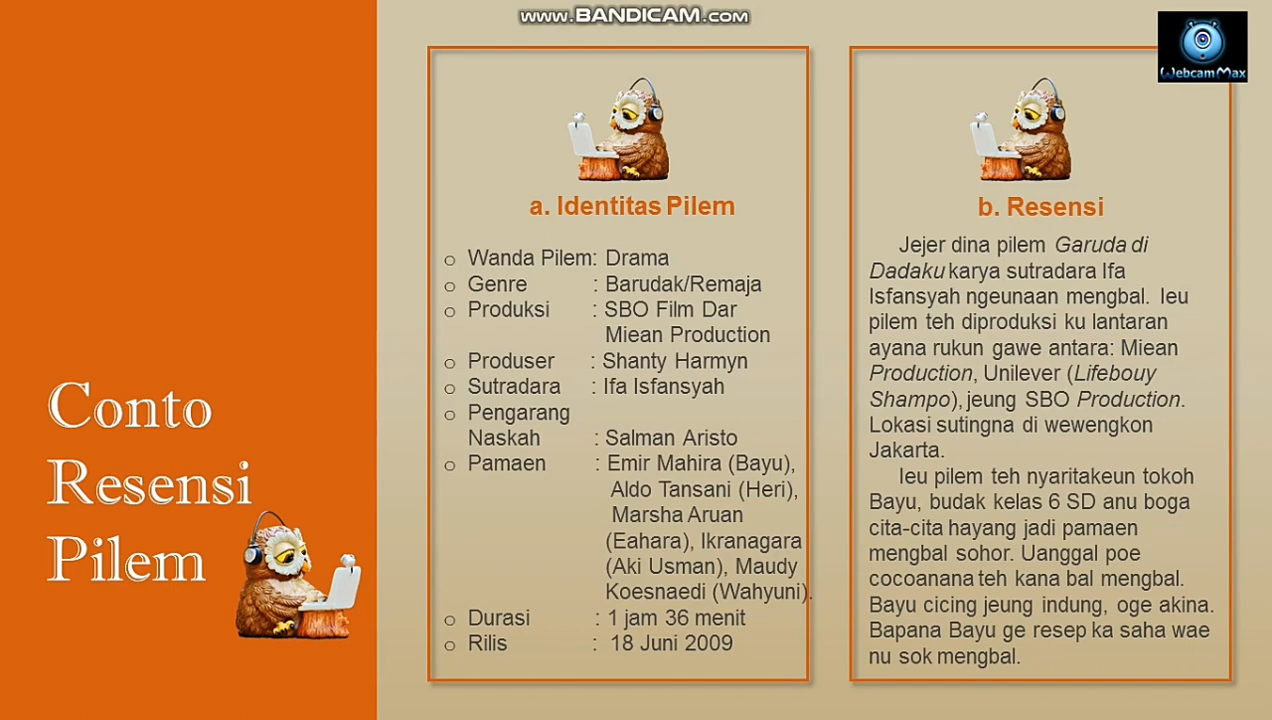 www.BANDICAM.com
WebcamMax
Conto
Resensi
Pilem
a. Identitas Pilem
o Wanda Pilem: Drama
o Genre : Barudak/Remaja
o Produksi : SBO Film Dar
Miean Production
o Produser : Shanty Harmyn
o Sutradara : Ifa Isfansyah
o Pengarang
Naskah : Salman Aristo
o Pamaen : Emir Mahira (Bayu),
Aldo Tansani (Heri),
Marsha Aruan
(Eahara), Ikranagara
(Aki Usman), Maudy
Koesnaedi (Wahyuni).
o Durasi : 1 jam 36 menit
o Rilis : 18 Juni 2009
b. Resensi
Jejer dina pilem Garuda di
Dadaku karya sutradara Ifa
Isfansyah ngeunaan mengbal. Ieu
pilem teh diproduksi ku lantaran
ayana rukun gawe antara: Miean
Production, Unilever (Lifebouy
Shampo), jeung SBO Production.
Lokasi sutingna di wewengkon
Jakarta.
Ieu pilem teh nyaritakeun tokoh
Bayu, budak kelas 6 SD anu boga
cita-cita hayang jadi pamaen
mengbal sohor. Uanggal poe
cocoanana teh kana bal mengbal.
Bayu cicing jeung indung, oge akina.
Bapana Bayu ge resep ka saha wae
nu sok mengbal.